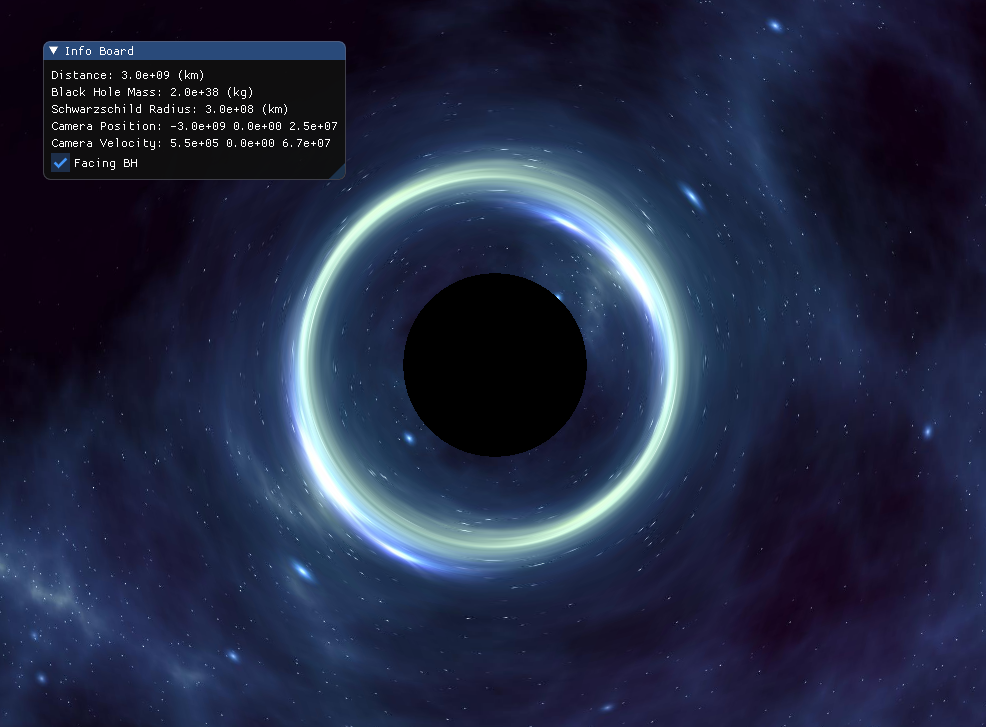 Info Board
Distance: 3.0e+09 (km)
Black Hole Mass: 2.0e+38 (kg)
Schwarzschild Radius: 3.0e+08 (km)
Camera Position: -3.0e+09 0.0e+00 2.5e+07
Camera Velocity: 5.5e+05 0.0e+00 6.7e+07
Facing BH